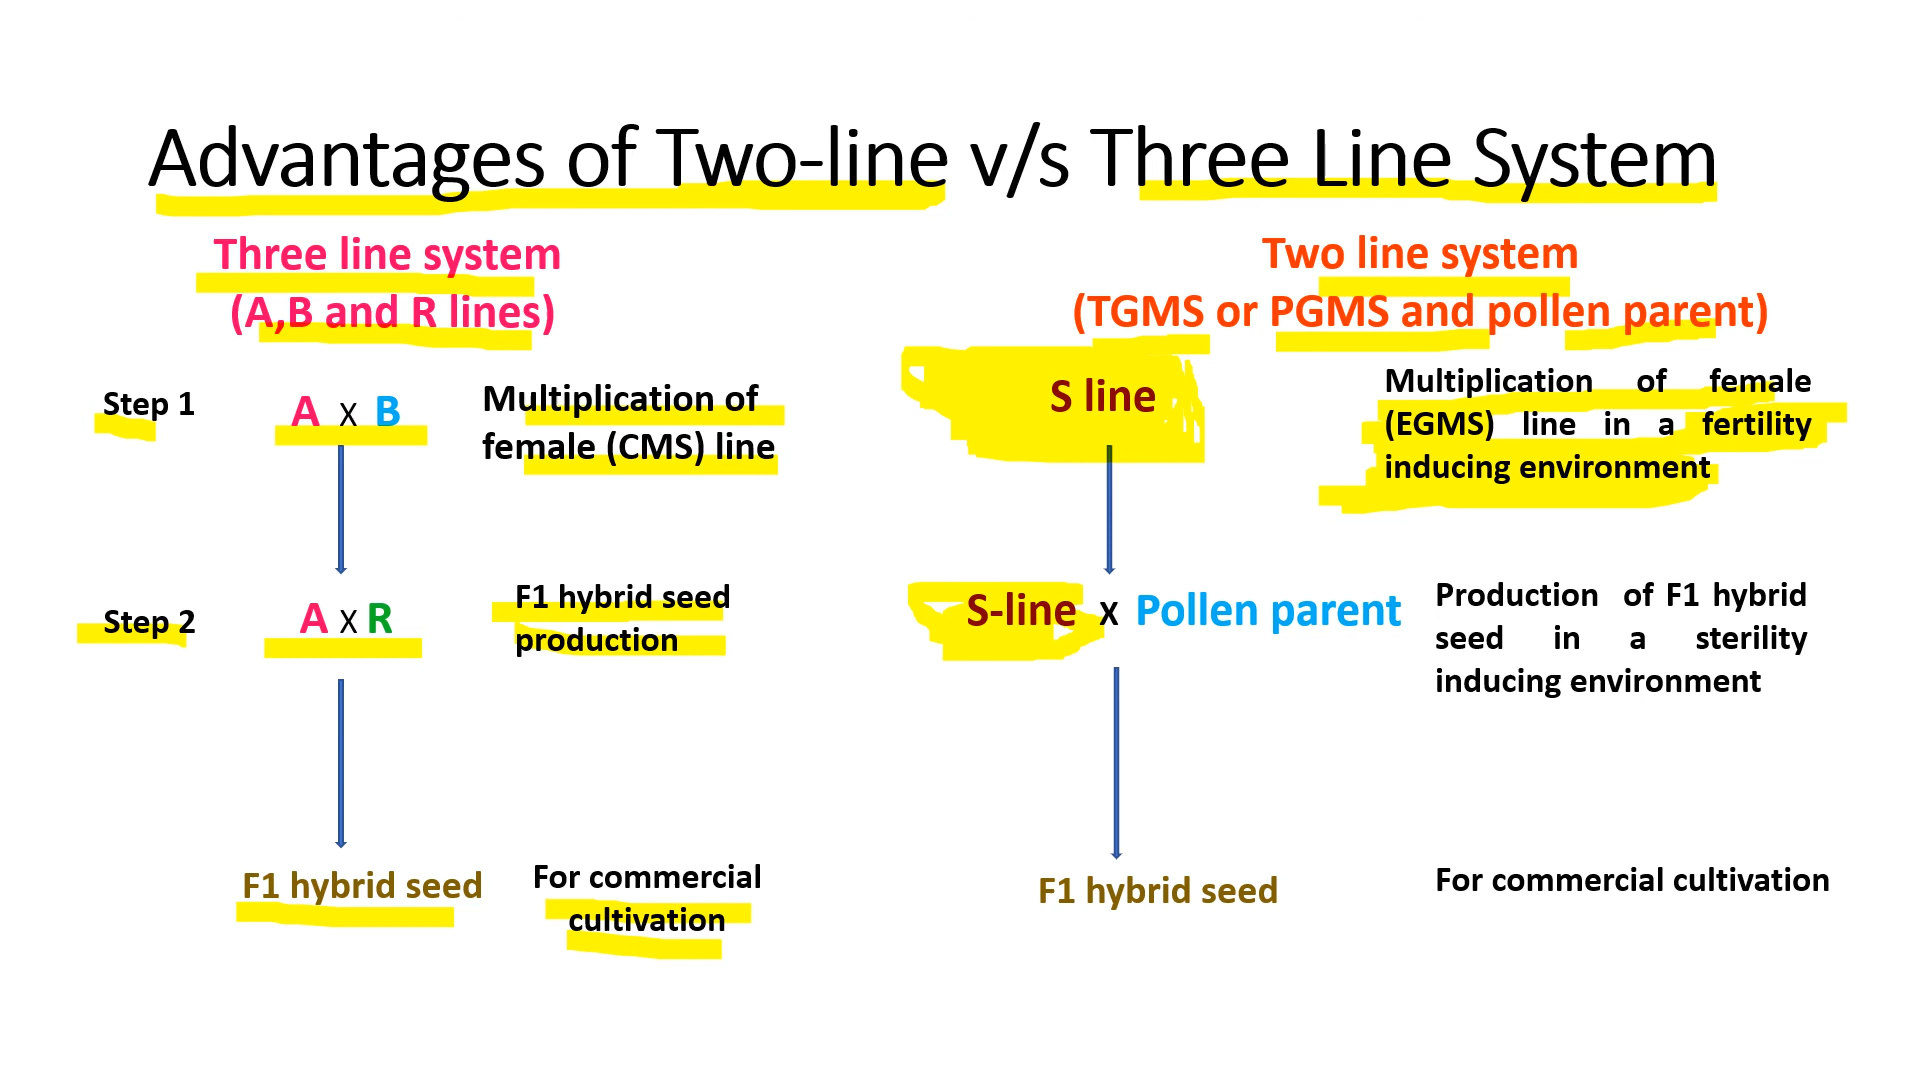 Advantages of Two-line v/s Three Line System
Three line system
(A,B and R lines)
Two line system
(TGMS or PGMS and pollen parent)
Step 1
A X B
Multiplication of
female (CMS) line
S line
Multiplication of female
(EGMS) line in a fertility
inducing environment
Step 2
A X R
F1 hybrid seed
production
S-line X Pollen parent
Production of F1 hybrid
seed in a sterility
inducing environment
F1 hybrid seed
For commercial
cultivation
F1 hybrid seed
For commercial cultivation